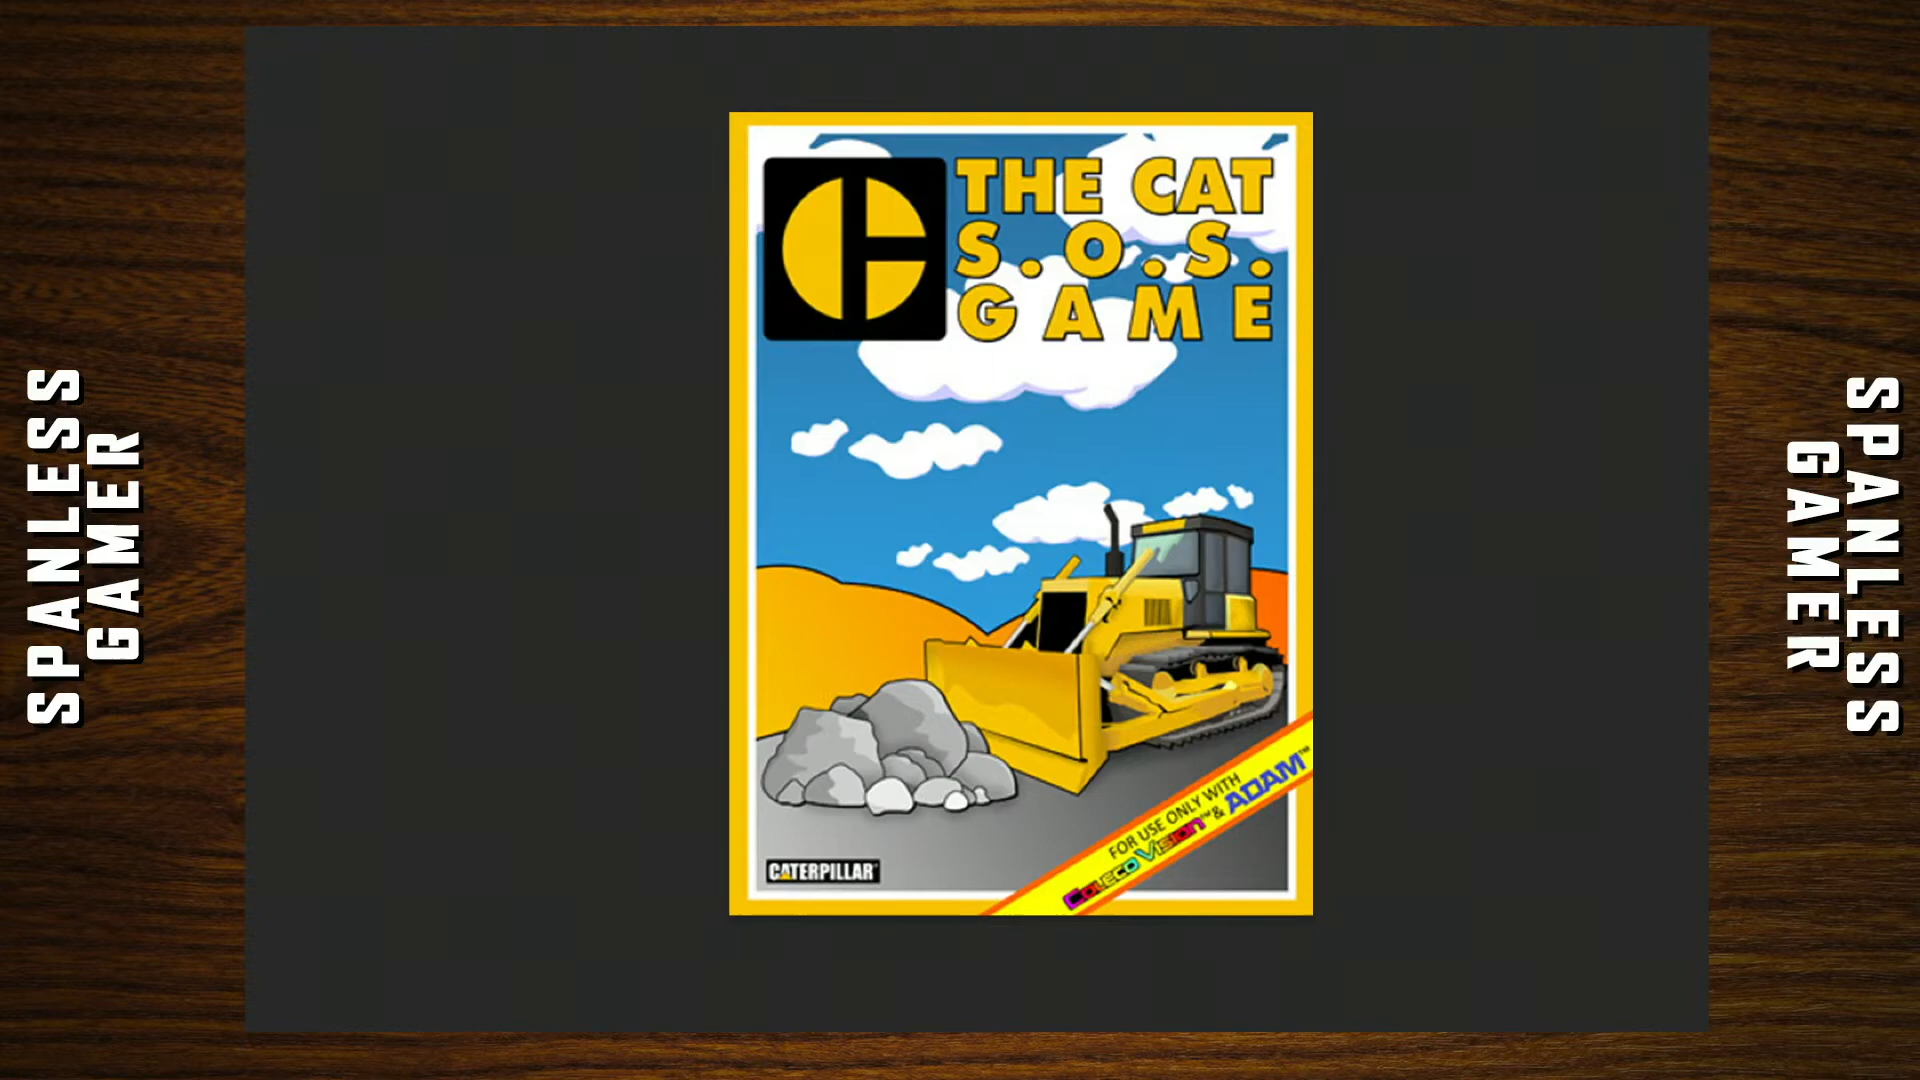 SPANLESS
GAMER
THE CAT
S.O.S.
GAME
CATERPILLAR
FOR USE ONLY WITH
COLECOVISION™ & ADAM™
SPANLESS
GAMER